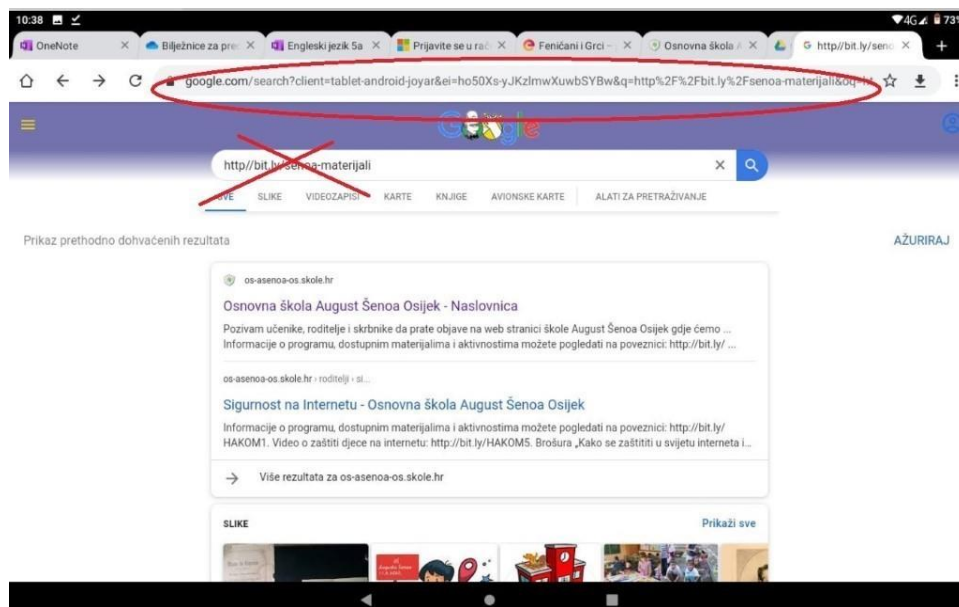 10:38 4G 73%
OneNote Bilježnice za pre Engleski jezik 5a Prijavite se u rač Feničani i Grci - Osnovna škola A http//bit.ly/seno
google.com/search?client=tablet-android-joyar&ei=ho50Xs-yJKzlmwXuwbSYBw&q=http%2F%2Fbit.ly%2Fsenoa-materijali&oq=ht
Google
http//bit.ly/senoa-materijali
SVE SLIKE VIDEOZAPISI KARTE KNJIGE AVIONSKE KARTE ALATI ZA PRETRAŽIVANJE
Prikaz prethodno dohvaćenih rezultata AŽURIRAJ
os-asenoa-os.skole.hr
Osnovna škola August Šenoa Osijek - Naslovnica
Pozivam učenike, roditelje i skrbnike da prate objave na web stranici škole August Šenoa Osijek gdje ćemo ...
Informacije o programu, dostupnim materijalima i aktivnostima možete pogledati na poveznici: http://bit.ly/ ...
os-asenoa-os.skole.hr › roditelji › si...
Sigurnost na Internetu - Osnovna škola August Šenoa Osijek
Informacije o programu, dostupnim materijalima i aktivnostima možete pogledati na poveznici: http://bit.ly/
HAKOM1. Video o zaštiti djece na internetu: http://bit.ly/HAKOM5. Brošura „Kako se zaštititi u svijetu interneta i...
Više rezultata za os-asenoa-os.skole.hr
SLIKE Prikaži sve